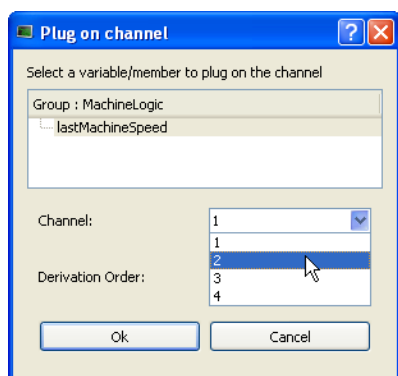 Plug on channel
Select a variable/member to plug on the channel
Group : MachineLogic
lastMachineSpeed
Channel: 1
1
2
Derivation Order: 3
4
Ok Cancel